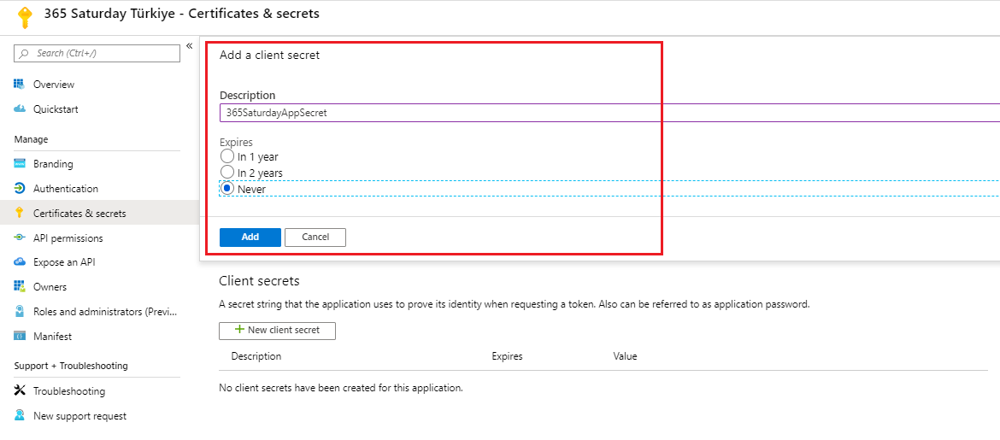 365 Saturday Türkiye - Certificates & secrets
Search (Ctrl+/)
«
Overview
Quickstart
Manage
Branding
Authentication
Certificates & secrets
API permissions
Expose an API
Owners
Roles and administrators (Previ...
Manifest
Support + Troubleshooting
Troubleshooting
New support request
Add a client secret
Description
365SaturdayAppSecret
Expires
In 1 year
In 2 years
Never
Add Cancel
Client secrets
A secret string that the application uses to prove its identity when requesting a token. Also can be referred to as application password.
+ New client secret
Description Expires Value
No client secrets have been created for this application.